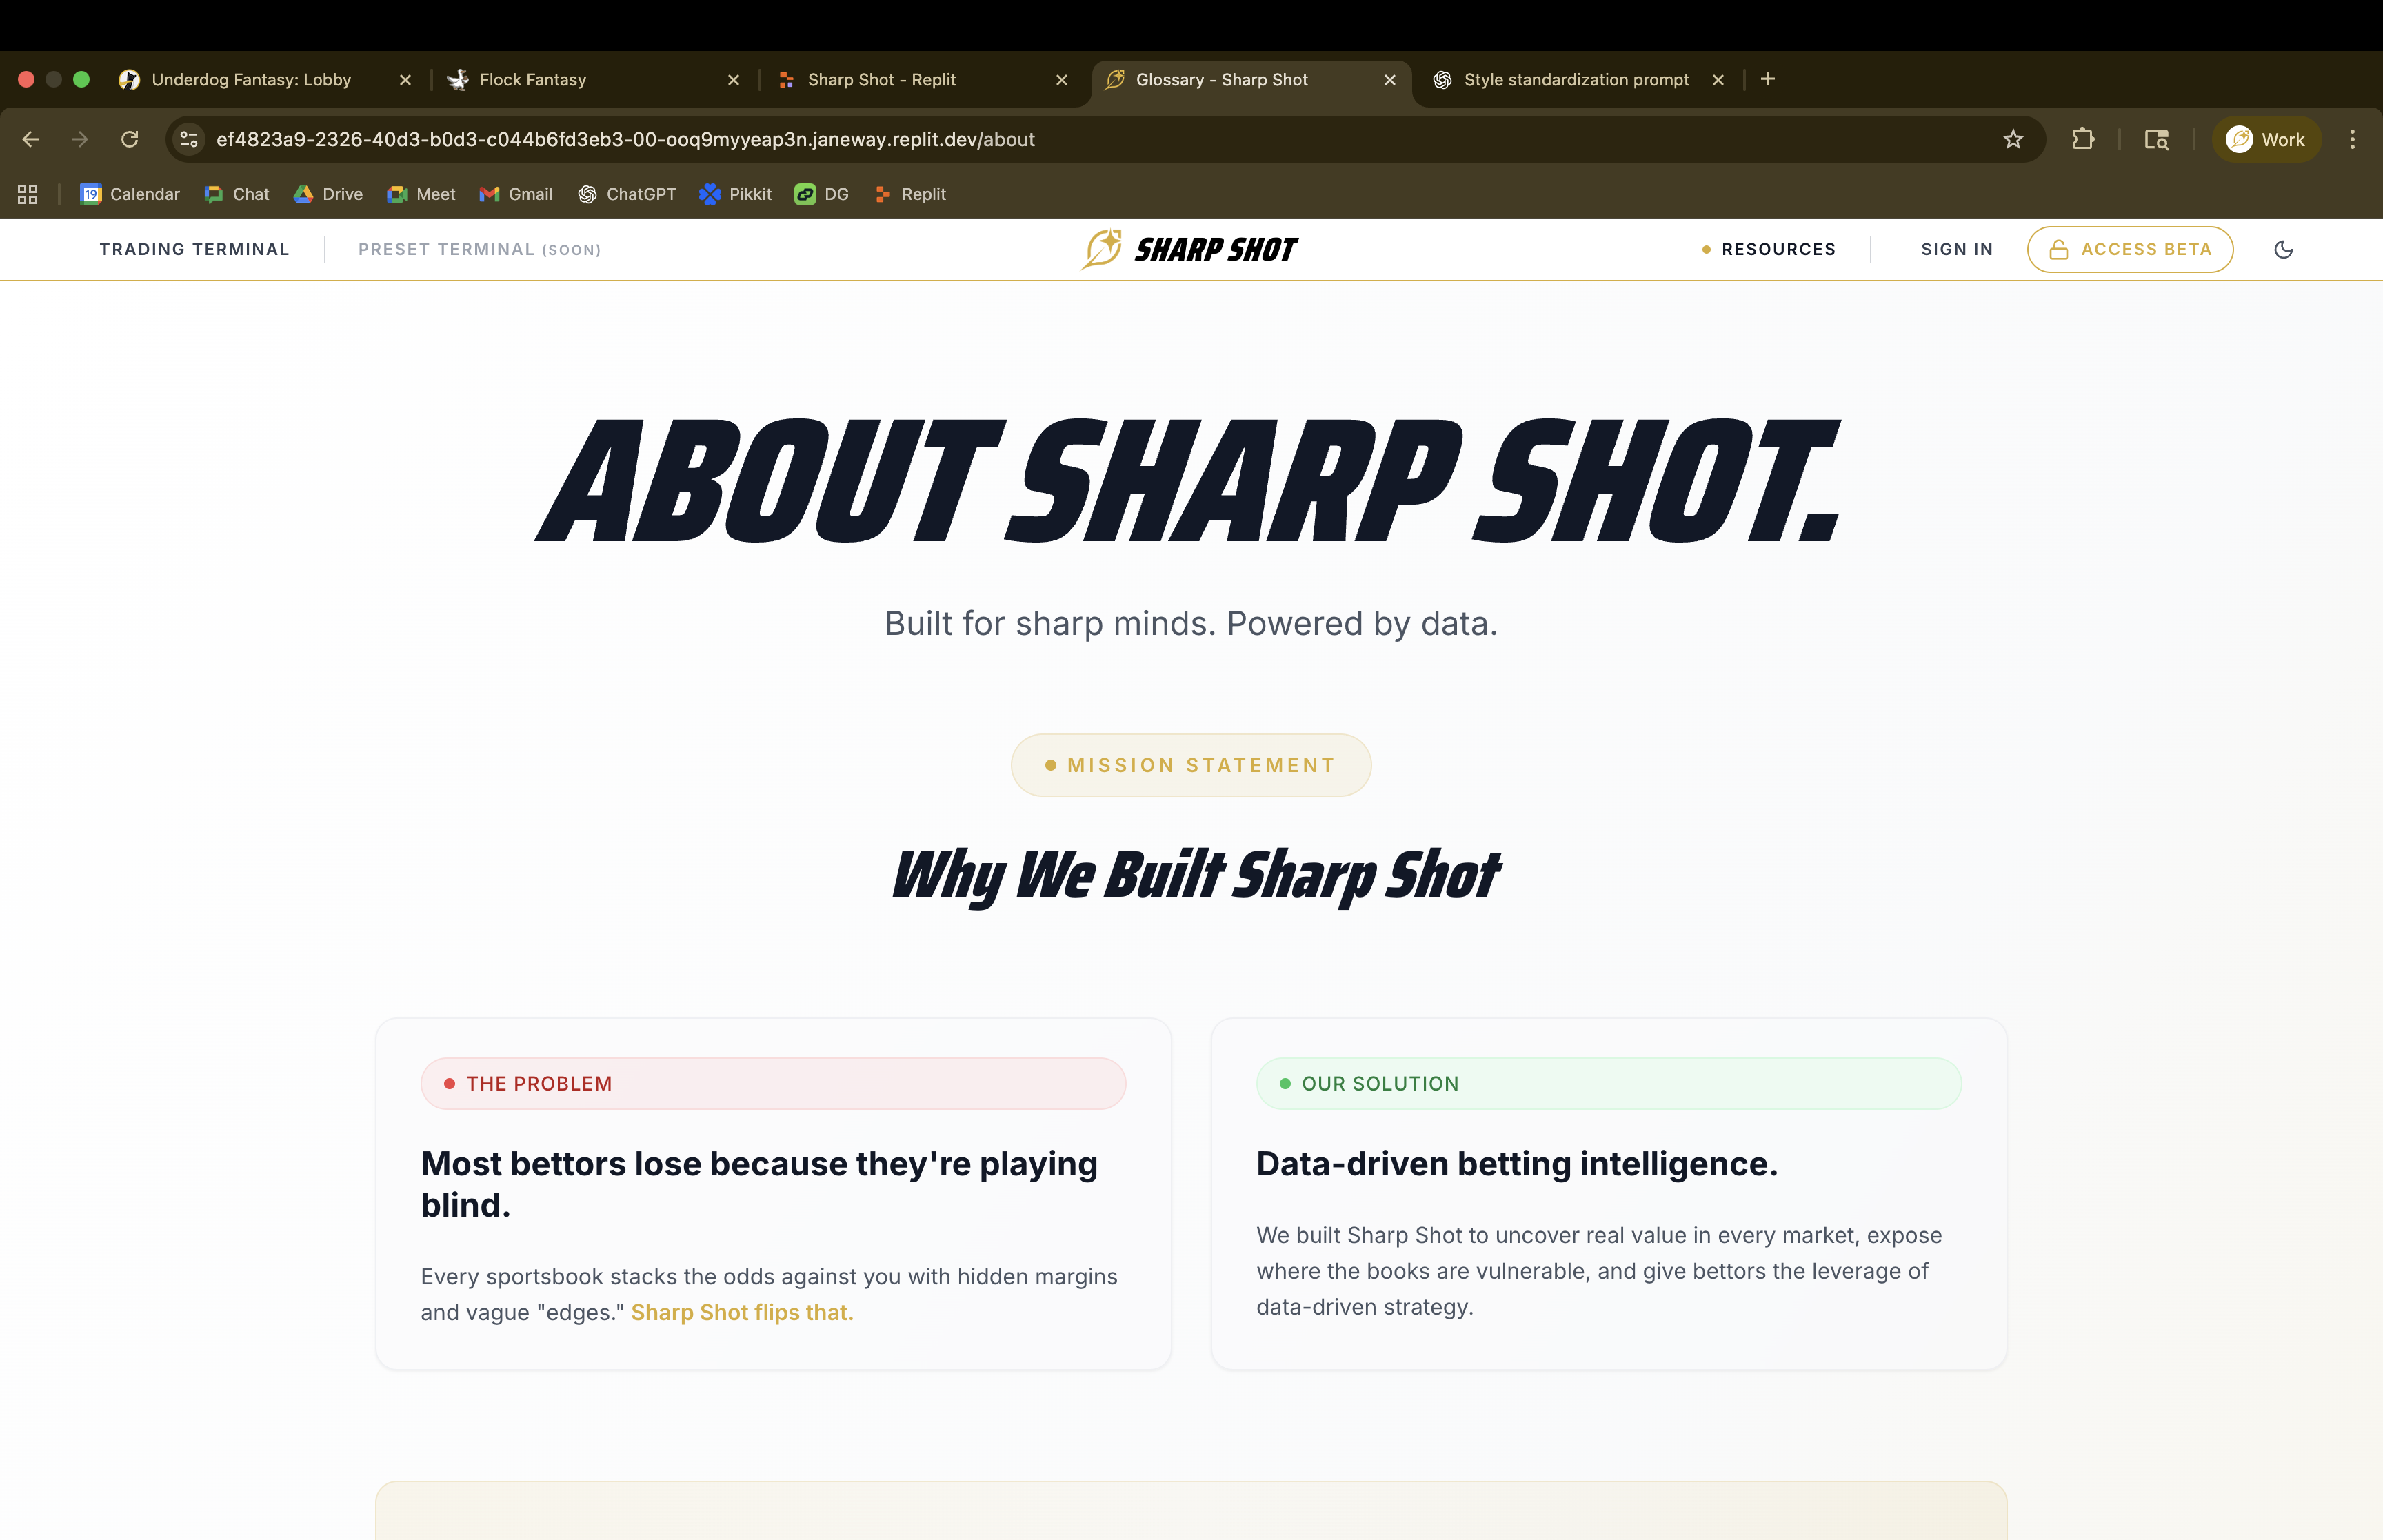 Underdog Fantasy: Lobby
Flock Fantasy
Sharp Shot - Replit
Glossary - Sharp Shot
Style standardization prompt
ef4823a9-2326-40d3-b0d3-c044b6fd3eb3-00-ooq9myyeap3n.janeway.replit.dev/about
Work
19 Calendar
Chat
Drive
Meet
Gmail
ChatGPT
Pikkit
DG
Replit
TRADING TERMINAL
PRESET TERMINAL (SOON)
SHARP SHOT
RESOURCES
SIGN IN
ACCESS BETA
ABOUT SHARP SHOT.
Built for sharp minds. Powered by data.
MISSION STATEMENT
Why We Built Sharp Shot
THE PROBLEM
Most bettors lose because they're playing
blind.
Every sportsbook stacks the odds against you with hidden margins
and vague "edges." Sharp Shot flips that.
OUR SOLUTION
Data-driven betting intelligence.
We built Sharp Shot to uncover real value in every market, expose
where the books are vulnerable, and give bettors the leverage of
data-driven strategy.